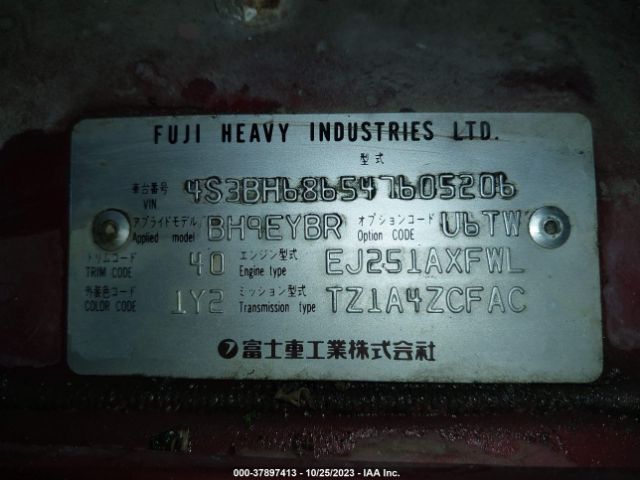 FUJI HEAVY INDUSTRIES LTD.
型式
車台番号 VIN 4S3BH686547605206
アプライドモデル Applied model BH9EYBR オプションコード Option CODE U6TW
トリムコード TRIM CODE 40 エンジン型式 Engine type EJ251AXFWL
外装色コード COLOR CODE 1Y2 ミッション型式 Transmission type TZ1A4ZCFAC
富士重工業株式会社
000-37897413 - 10/25/2023 - IAA Inc.